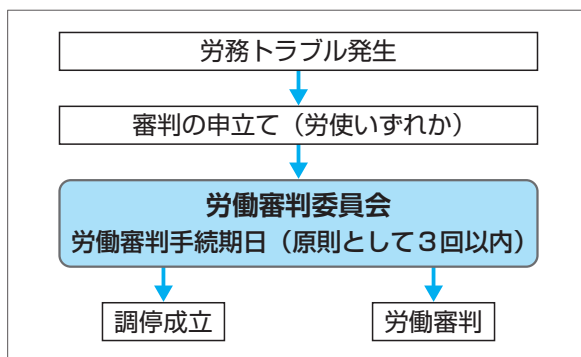 労務トラブル発生
審判の申立て（労使いずれか）
労働審判委員会
労働審判手続期日（原則として３回以内）
調停成立
労働審判